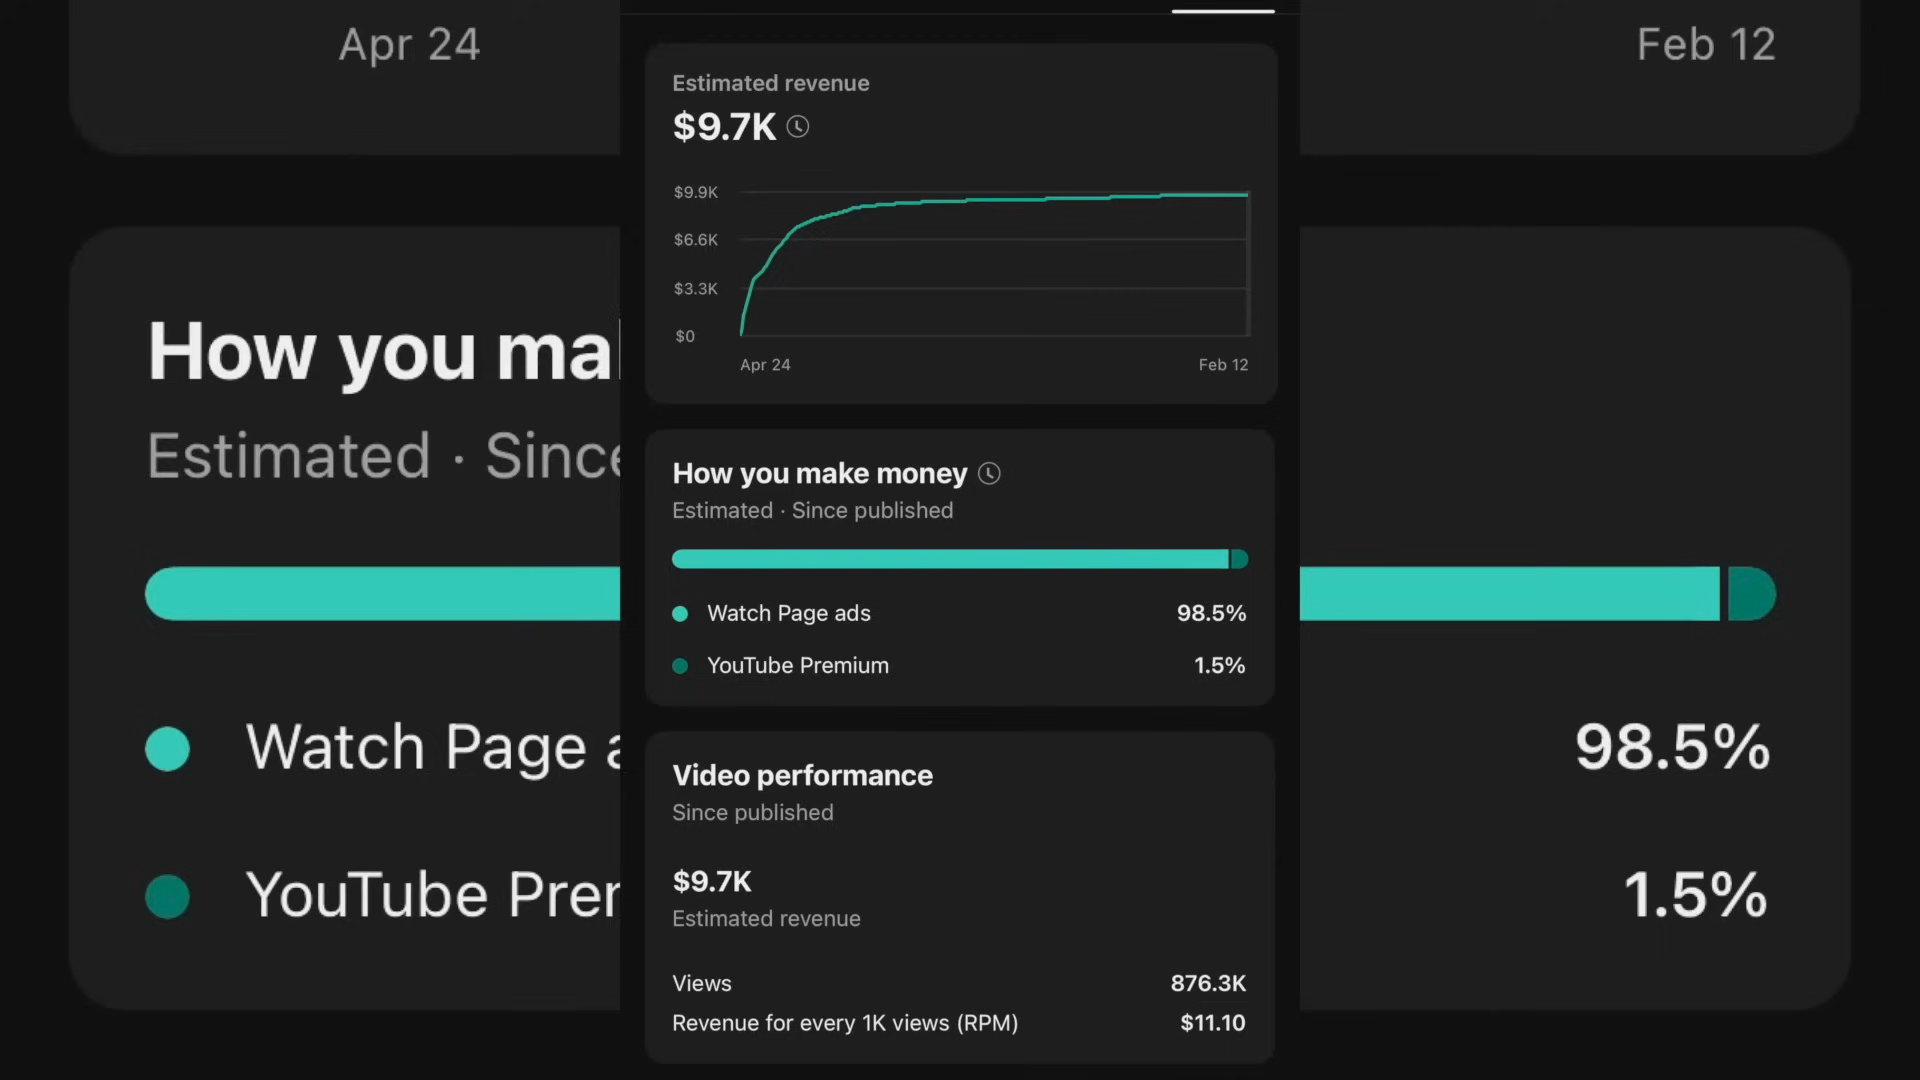 Apr 24
Feb 12
How you ma
Estimated · Since
Watch Page
98.5%
YouTube Prer
1.5%
Estimated revenue
$9.7K
$9.9K
$6.6K
$3.3K
$0
Apr 24
Feb 12
How you make money
Estimated · Since published
Watch Page ads
98.5%
YouTube Premium
1.5%
Video performance
Since published
$9.7K
Estimated revenue
Views
876.3K
Revenue for every 1K views (RPM)
$11.10